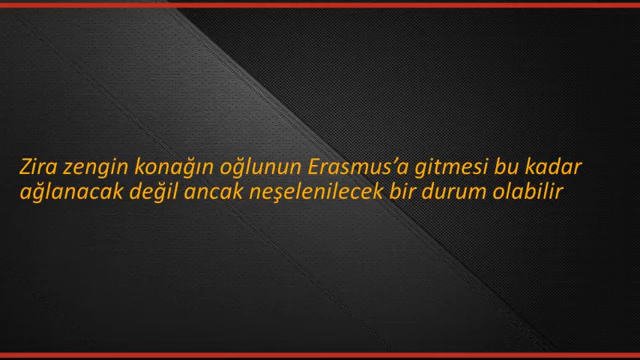 Zira zengin konağın oğlunun Erasmus’a gitmesi bu kadar
ağlanacak değil ancak neşelenilecek bir durum olabilir